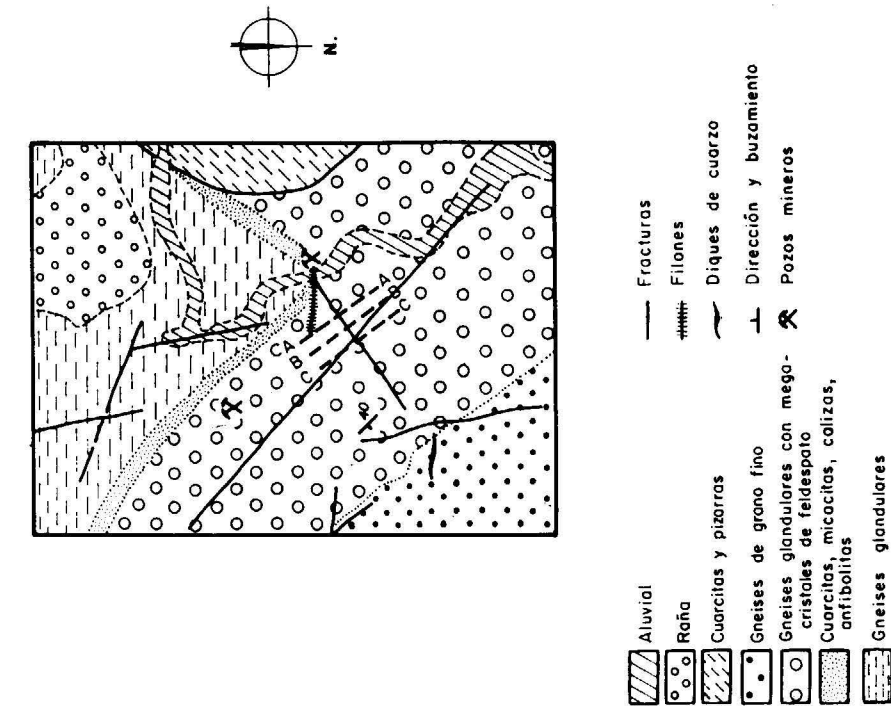 N.
A
B
C
A
B
C
40
Aluvial
Raña
Cuarcitas y pizarras
Gneises de grano fino
Gneises glandulares con mega-
cristales de feldespato
Cuarcitas, micacitas, calizas,
anfibolitas
Gneises glandulares
Fracturas
Filones
Diques de cuarzo
Dirección y buzamiento
Pozos mineros